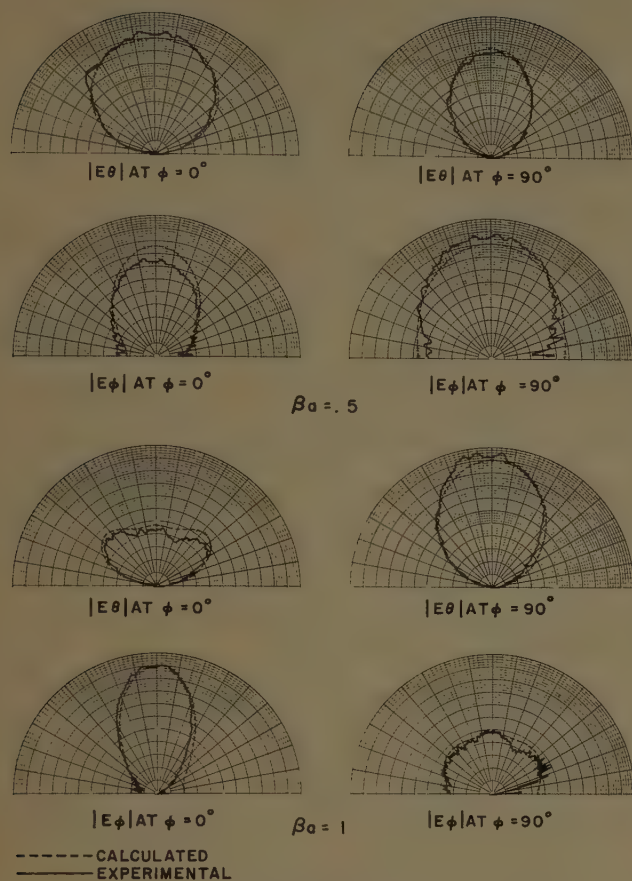 |Eθ| AT ϕ = 0°
|Eθ| AT ϕ = 90°
|Eϕ| AT ϕ = 0°
|Eϕ| AT ϕ = 90°
βa = .5
|Eθ| AT ϕ = 0°
|Eθ| AT ϕ = 90°
|Eϕ| AT ϕ = 0°
|Eϕ| AT ϕ = 90°
βa = 1
CALCULATED
EXPERIMENTAL